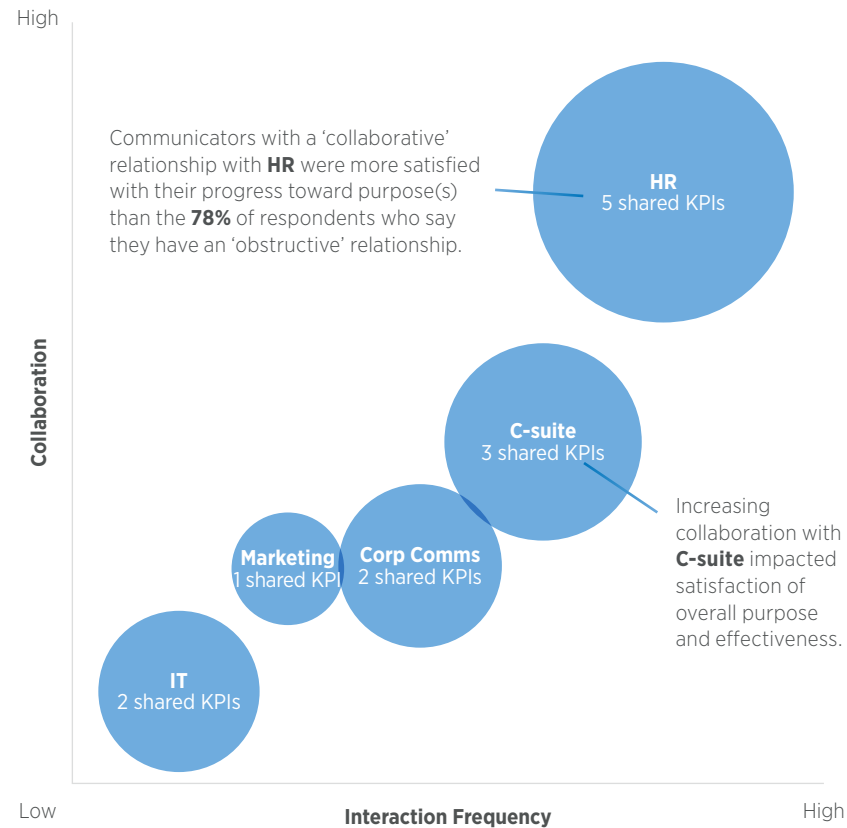 High
Communicators with a ‘collaborative’
relationship with HR were more satisfied
with their progress toward purpose(s)
than the 78% of respondents who say
they have an ‘obstructive’ relationship.
HR
5 shared KPIs
Collaboration
C-suite
3 shared KPIs
Increasing
collaboration with
C-suite impacted
satisfaction of
overall purpose
and effectiveness.
Marketing
1 shared KPI
Corp Comms
2 shared KPIs
IT
2 shared KPIs
Low
Interaction Frequency
High